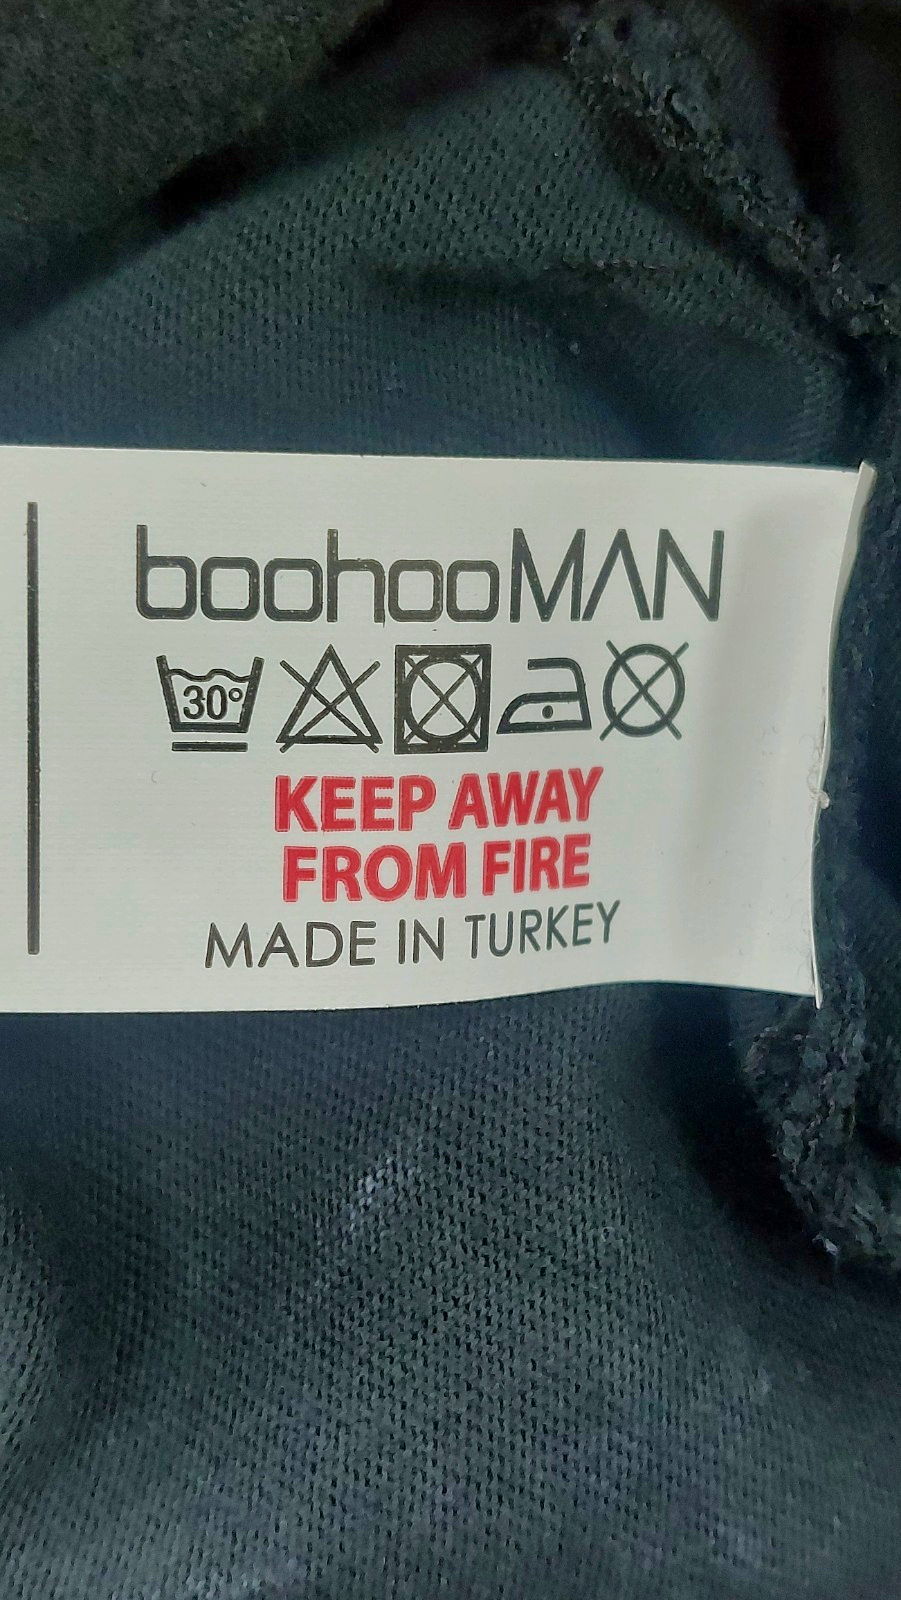 boohooMAN
30°
KEEP AWAY
FROM FIRE
MADE IN TURKEY